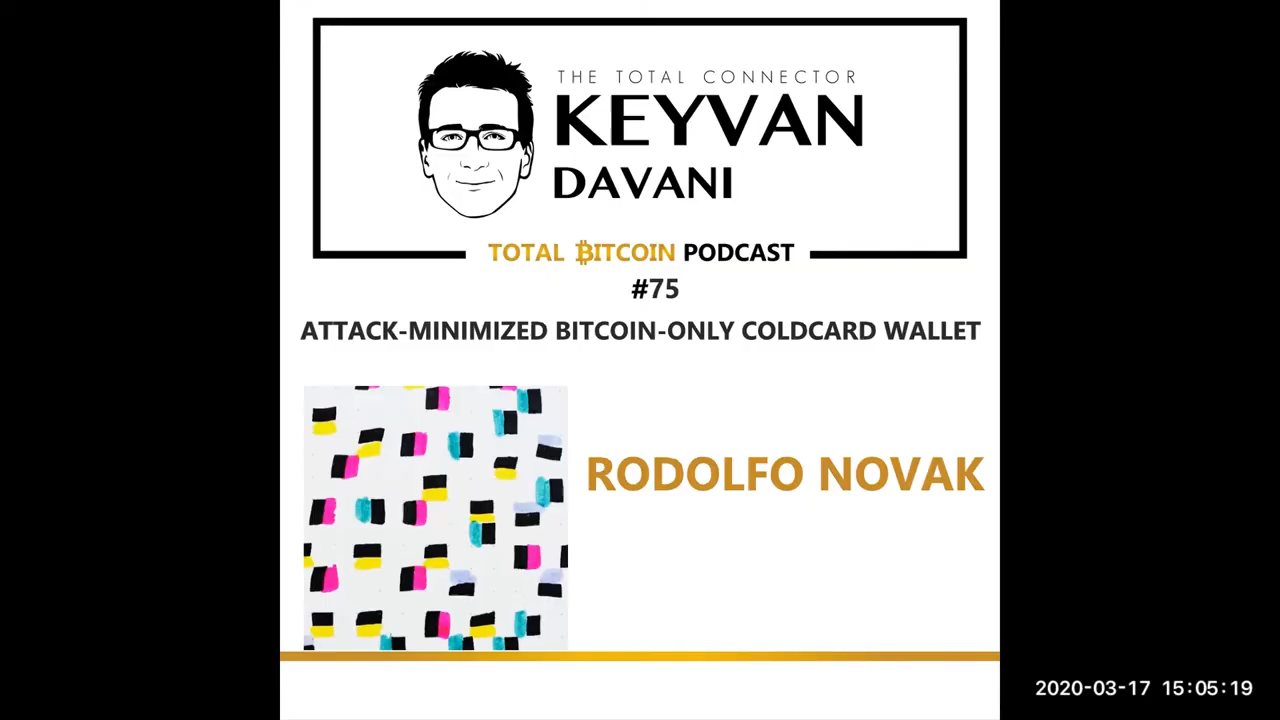 THE TOTAL CONNECTOR
KEYVAN
DAVANI
TOTAL ₿ITCOIN PODCAST
#75
ATTACK-MINIMIZED BITCOIN-ONLY COLDCARD WALLET
RODOLFO NOVAK
2020-03-17 15:05:19